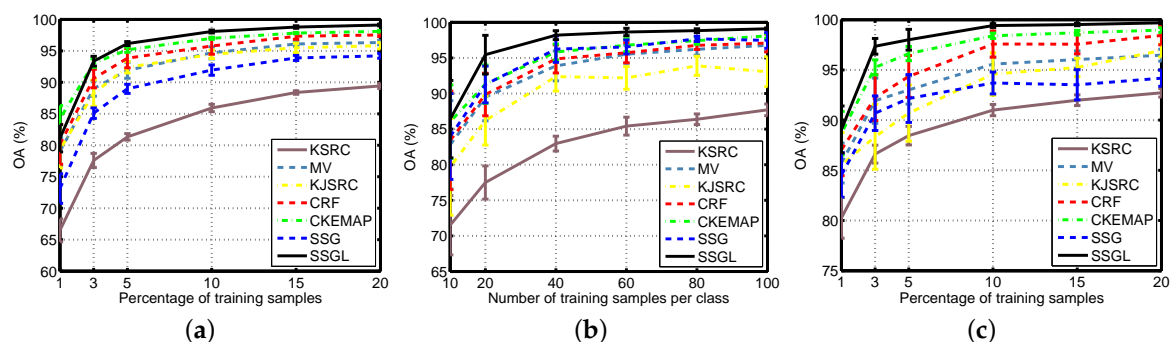 100
95
90
85
80
75
70
65
60
OA (%)
1 3 5 10 15 20
Percentage of training samples
KSRC
MV
KJSRC
CRF
CKEMAP
SSG
SSGL
(a)
100
95
90
85
80
75
70
65
OA (%)
10 20 40 60 80 100
Number of training samples per class
KSRC
MV
KJSRC
CRF
CKEMAP
SSG
SSGL
(b)
100
95
90
85
80
75
OA (%)
1 3 5 10 15 20
Percentage of training samples
KSRC
MV
KJSRC
CRF
CKEMAP
SSG
SSGL
(c)